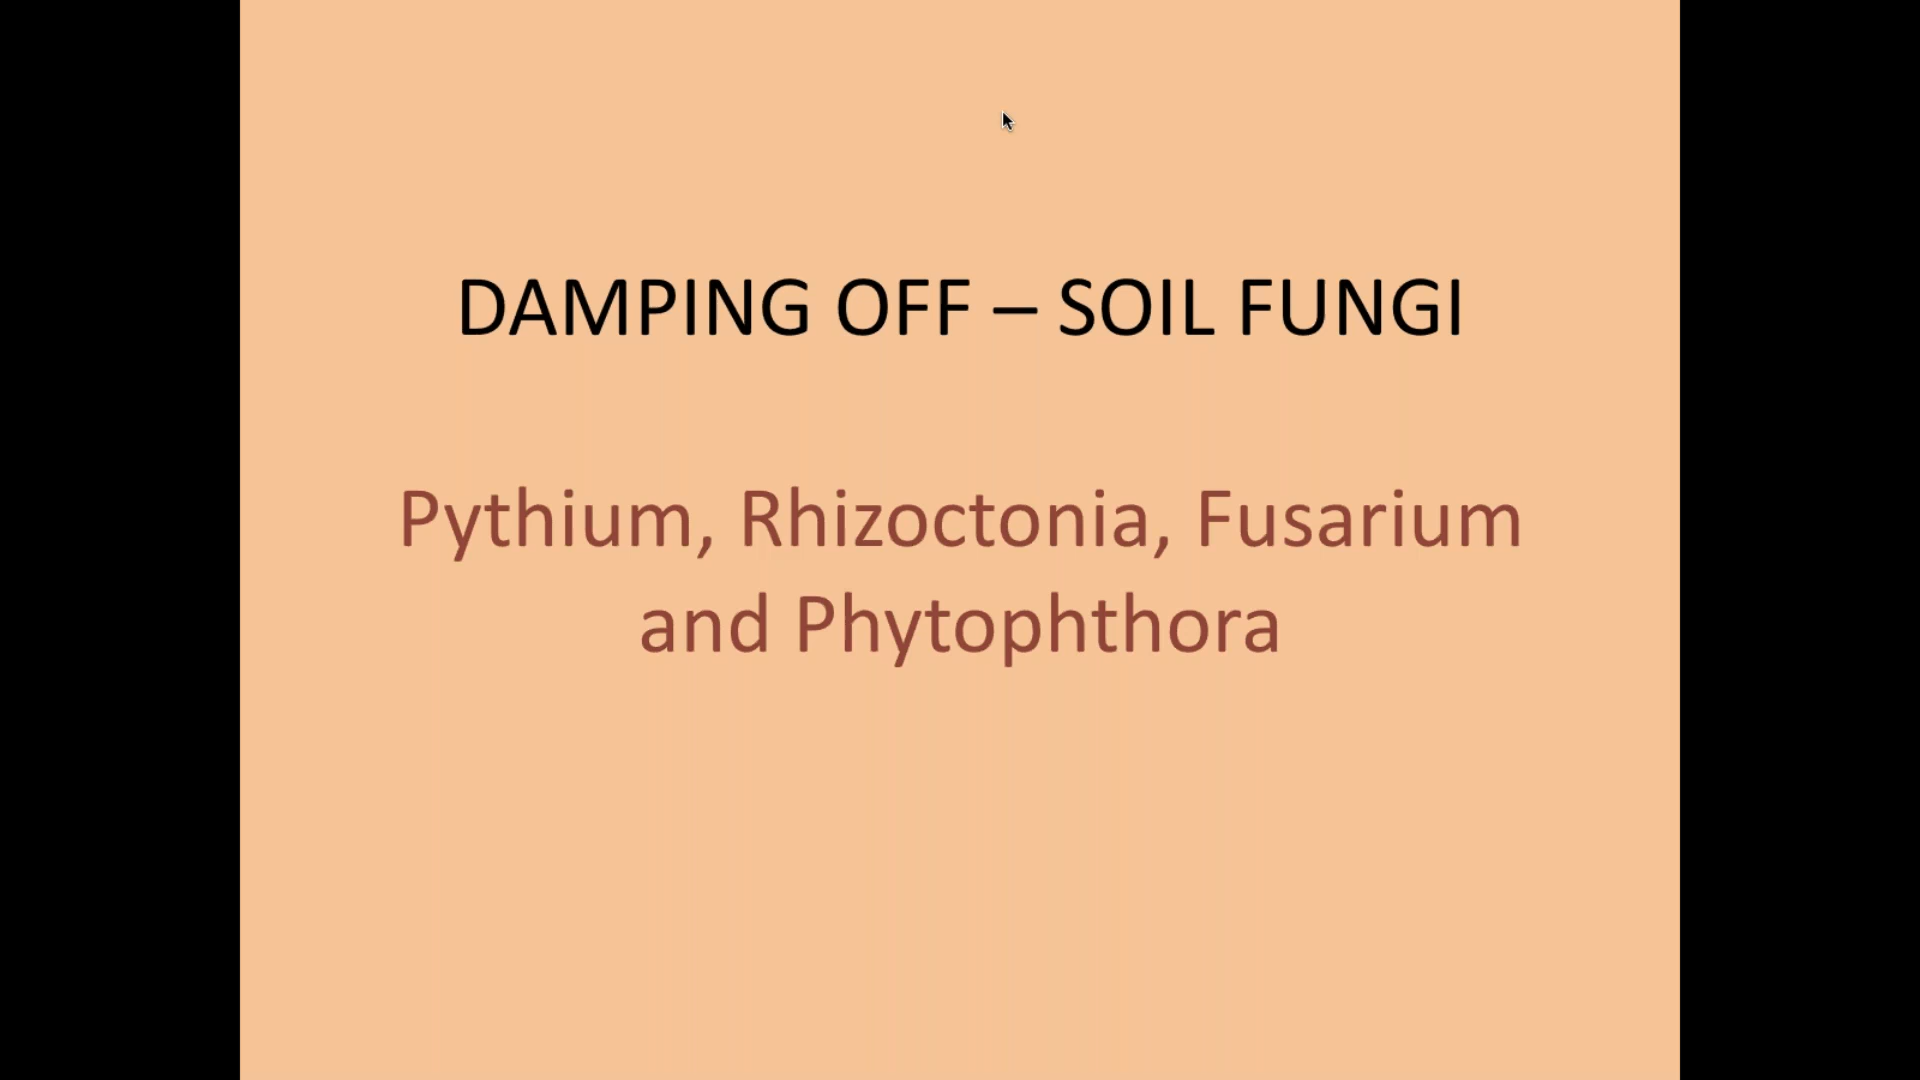 DAMPING OFF – SOIL FUNGI
Pythium, Rhizoctonia, Fusarium
and Phytophthora